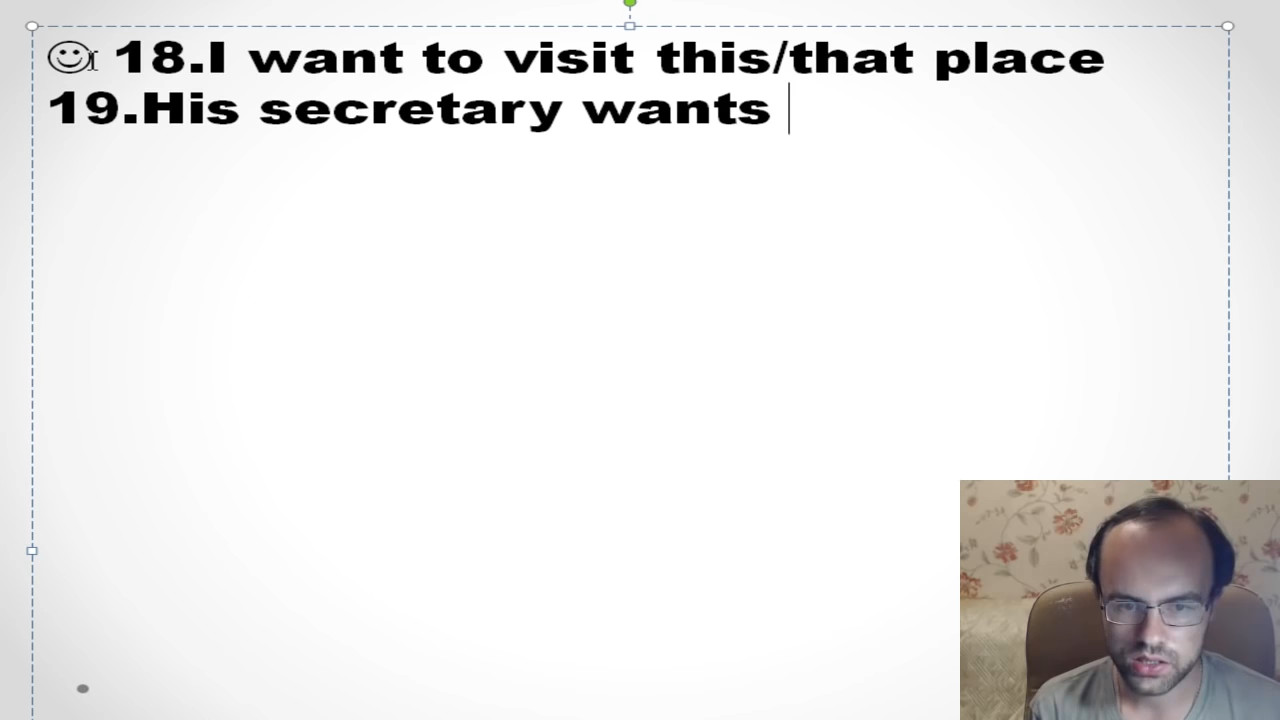 ☺ 18.I want to visit this/that place
19.His secretary wants